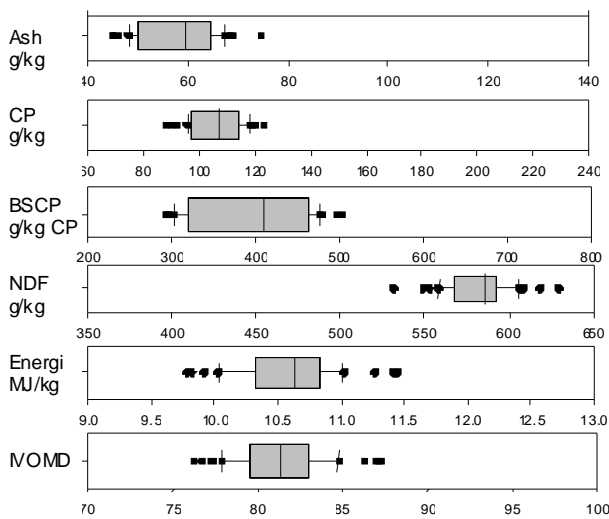 Ash
g/kg
40 60 80 100 120 140
CP
g/kg
60 80 100 120 140 160 180 200 220 240
BSCP
g/kg CP
200 300 400 500 600 700 800
NDF
g/kg
350 400 450 500 550 600 650
Energi
MJ/kg
9.0 9.5 10.0 10.5 11.0 11.5 12.0 12.5 13.0
IVOMD
70 75 80 85 90 95 100